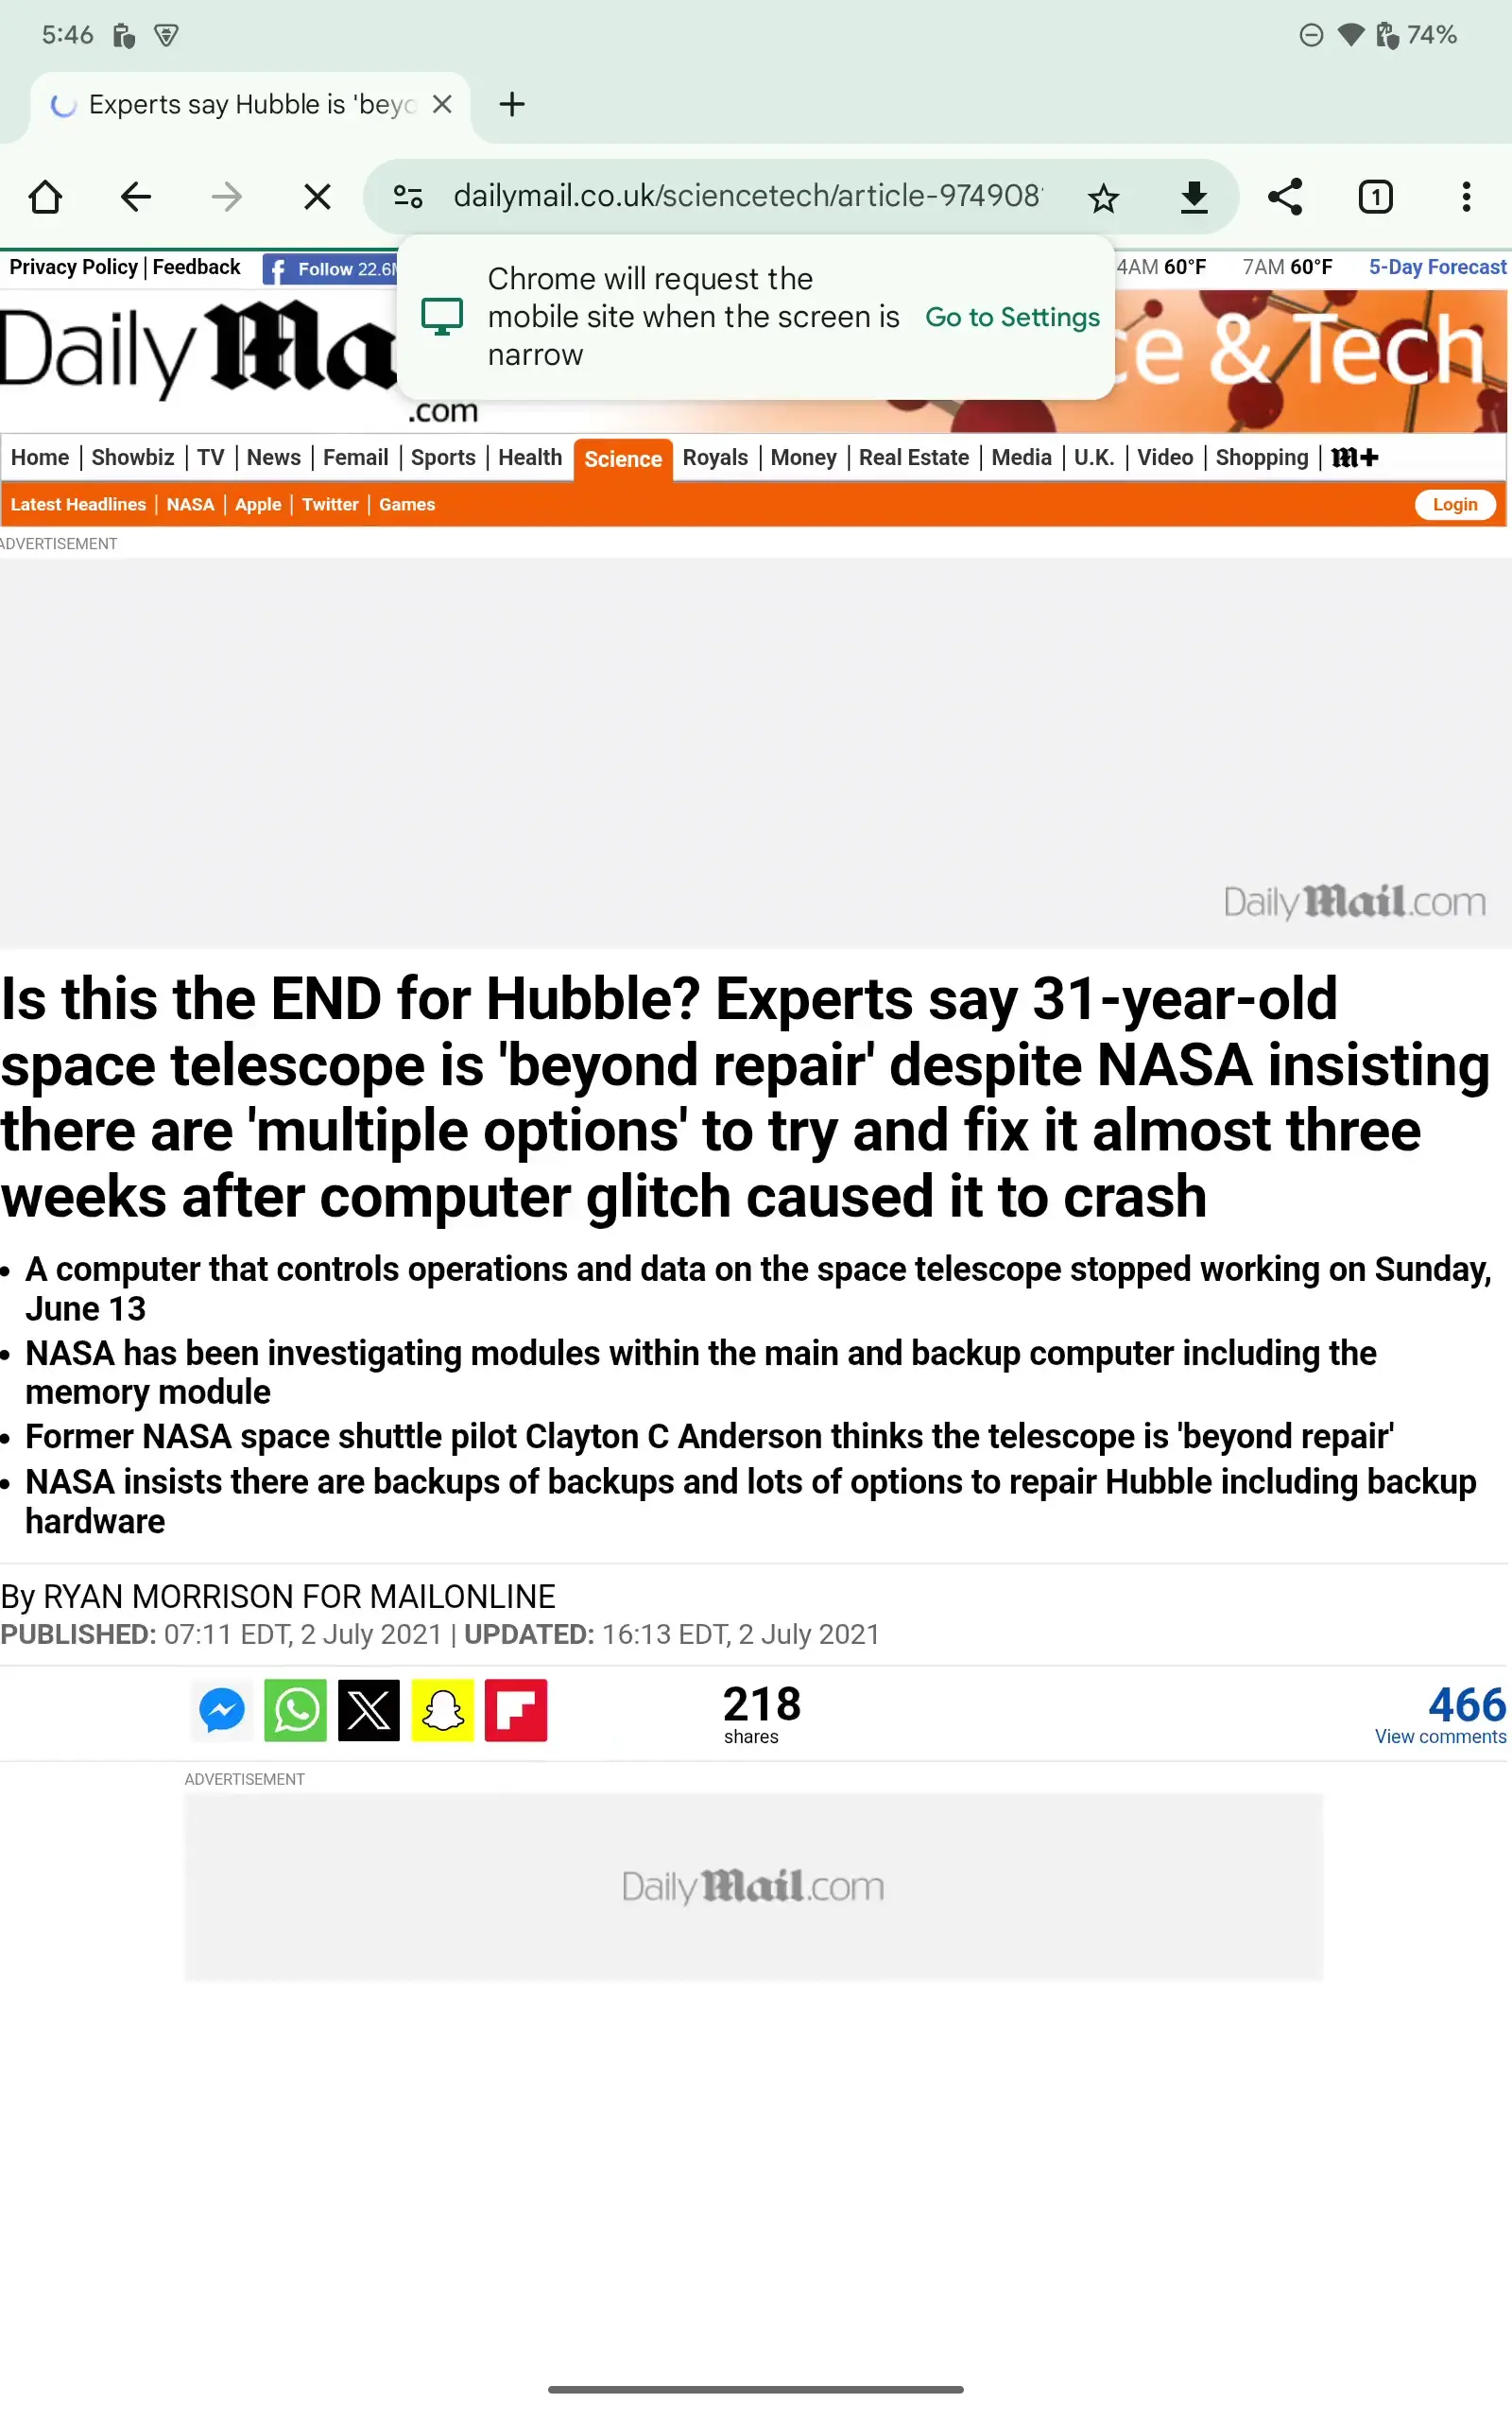 5:46
74%
Experts say Hubble is 'beyo
dailymail.co.uk/sciencetech/article-974908
1
Privacy Policy | Feedback
Follow 22.6
4AM 60°F 7AM 60°F 5-Day Forecast
Chrome will request the
mobile site when the screen is
narrow
Go to Settings
Daily Ma
.com
e & Tech
Home | Showbiz | TV | News | Femail | Sports | Health | Science | Royals | Money | Real Estate | Media | U.K. | Video | Shopping | m+
Latest Headlines | NASA | Apple | Twitter | Games
Login
ADVERTISEMENT
Daily Mail.com
Is this the END for Hubble? Experts say 31-year-old
space telescope is 'beyond repair' despite NASA insisting
there are 'multiple options' to try and fix it almost three
weeks after computer glitch caused it to crash
• A computer that controls operations and data on the space telescope stopped working on Sunday,
June 13
• NASA has been investigating modules within the main and backup computer including the
memory module
• Former NASA space shuttle pilot Clayton C Anderson thinks the telescope is 'beyond repair'
• NASA insists there are backups of backups and lots of options to repair Hubble including backup
hardware
By RYAN MORRISON FOR MAILONLINE
PUBLISHED: 07:11 EDT, 2 July 2021 | UPDATED: 16:13 EDT, 2 July 2021
218
shares
466
View comments
ADVERTISEMENT
Daily Mail.com